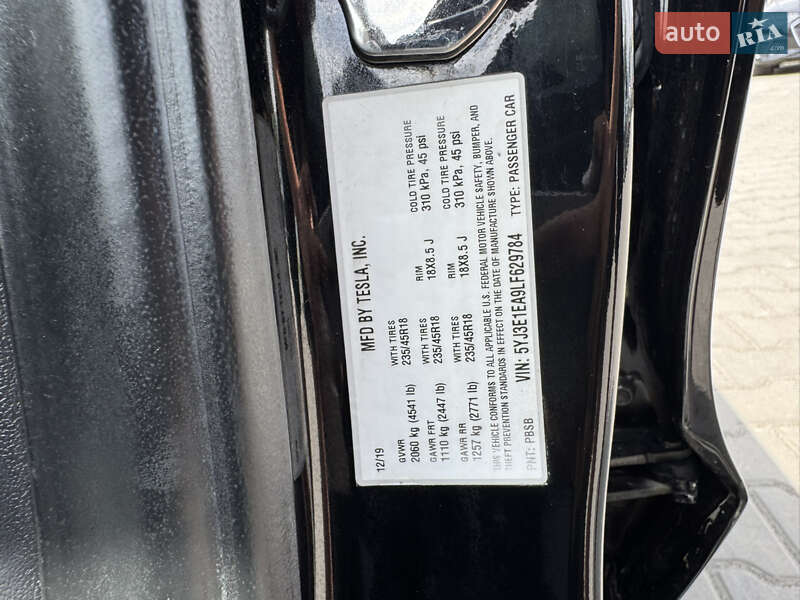 auto RIA
.com
MFD BY TESLA, INC.
12/19
GVWR WITH TIRES RIM COLD TIRE PRESSURE
2060 kg (4541 lb) 235/45R18 18X8.5 J 310 kPa, 45 psi
GAWR FRT WITH TIRES RIM COLD TIRE PRESSURE
1110 kg (2447 lb) 235/45R18 18X8.5 J 310 kPa, 45 psi
GAWR RR WITH TIRES
1257 kg (2771 lb) 235/45R18 18X8.5 J 310 kPa, 45 psi
THIS VEHICLE CONFORMS TO ALL APPLICABLE U.S. FEDERAL MOTOR VEHICLE SAFETY, BUMPER, AND
THEFT PREVENTION STANDARDS IN EFFECT ON THE DATE OF MANUFACTURE SHOWN ABOVE.
VIN: 5YJ3E1EA9LF629784 TYPE: PASSENGER CAR
PNT: PBSB